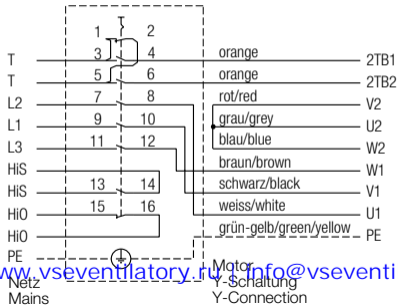 1 2
T 3 4 orange 2TB1
T 5 6 orange 2TB2
L2 7 8 rot/red V2
L1 9 10 grau/grey U2
L3 11 12 blau/blue W2
HiS braun/brown W1
HiS 13 14 schwarz/black V1
HiO 15 16 weiss/white U1
HiO grün-gelb/green/yellow PE
PE
www.vseventilatory.ru info@vseventi
Netz Motor
Mains Y-Schaltung
Y-Connection